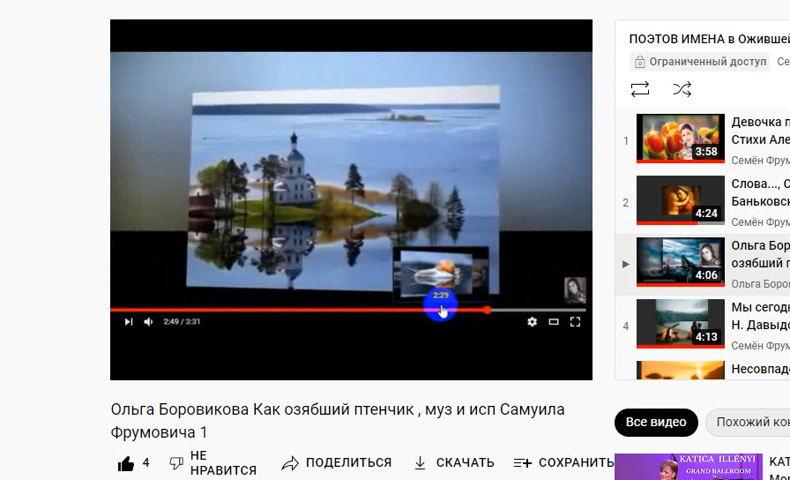 ПОЭТОВ ИМЕНА в Ожившей
Ограниченный доступ
1
Девочка п
Стихи Але
Семён Фрум
3:58
2
Слова..., С
Баньковск
Семён Фрум
4:24
Ольга Бор
озябший п
Ольга Боров
4:06
4
Мы сегодн
Н. Давыдо
Семён Фрум
4:13
Несовпад
2:29
2:49 / 3:31
Ольга Боровикова Как озябший птенчик , муз и исп Самуила
Фрумовича 1
4
НЕ
НРАВИТСЯ
ПОДЕЛИТЬСЯ
СКАЧАТЬ
СОХРАНИТЬ
Все видео
Похожий кон
KATICA ILLÉNYI
GRAND BALLROOM
KAT